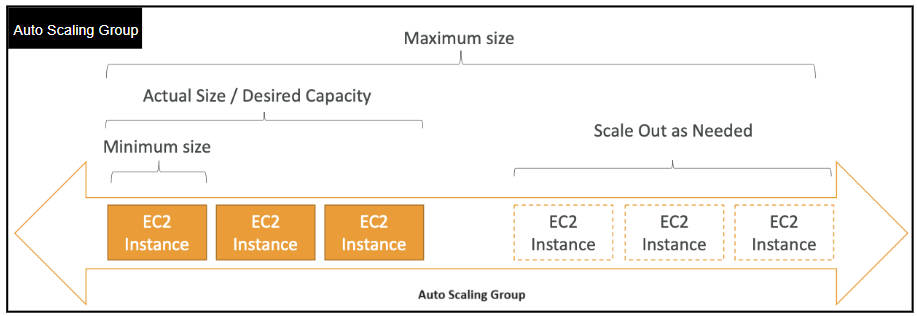 Auto Scaling Group
Maximum size
Actual Size / Desired Capacity
Scale Out as Needed
Minimum size
EC2
Instance
EC2
Instance
EC2
Instance
EC2
Instance
EC2
Instance
EC2
Instance
Auto Scaling Group